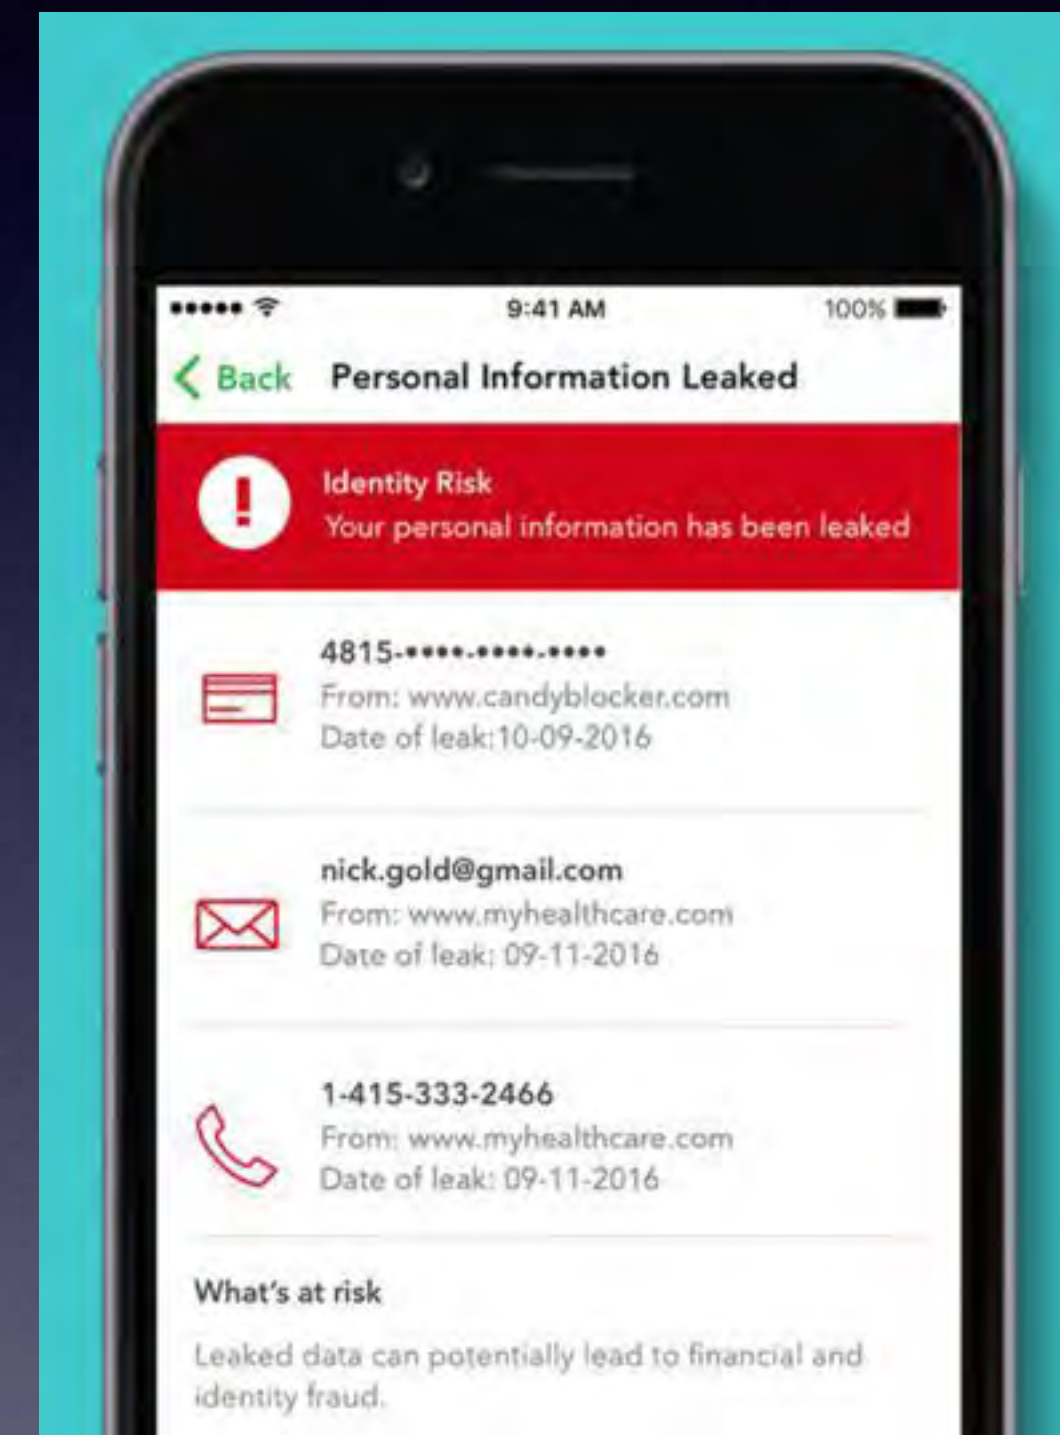 9:41 AM 100%
Back Personal Information Leaked
!
Identity Risk
Your personal information has been leaked
4815-••••-••••-••••
From: www.candyblocker.com
Date of leak:10-09-2016
nick.gold@gmail.com
From: www.myhealthcare.com
Date of leak: 09-11-2016
1-415-333-2466
From: www.myhealthcare.com
Date of leak: 09-11-2016
What's at risk
Leaked data can potentially lead to financial and
identity fraud.